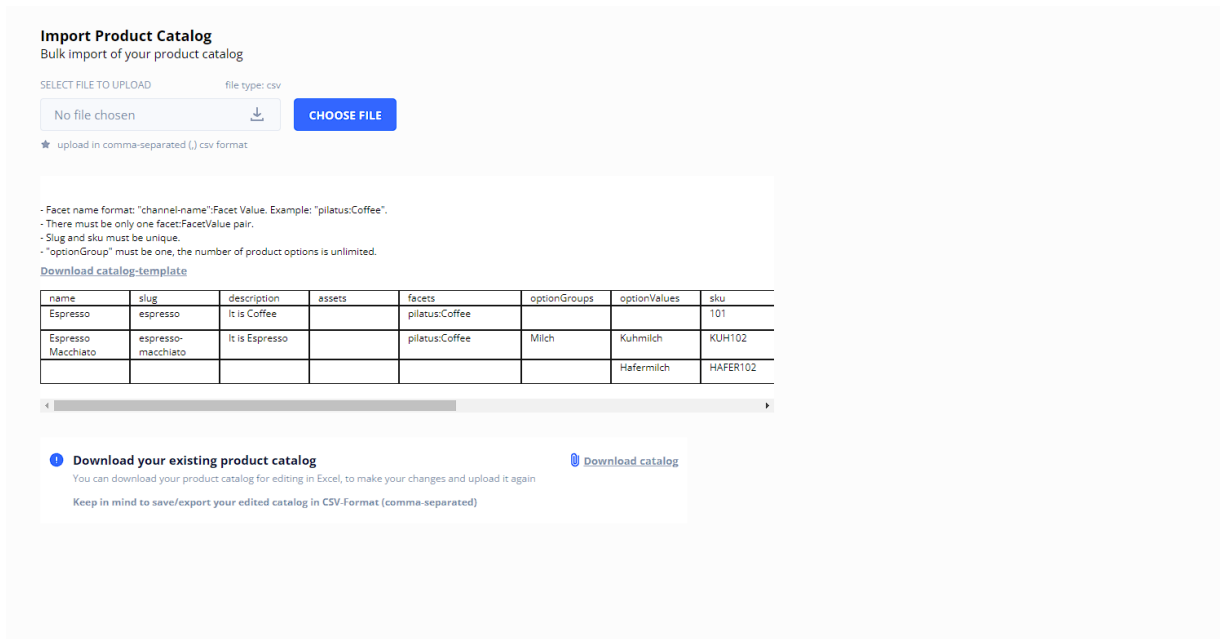 Import Product Catalog
Bulk import of your product catalog
SELECT FILE TO UPLOAD file type: csv
No file chosen CHOOSE FILE
upload in comma-separated (,) csv format
- Facet name format: "channel-name":Facet Value. Example: "pilatus:Coffee".
- There must be only one facet:FacetValue pair.
- Slug and sku must be unique.
- "optionGroup" must be one, the number of product options is unlimited.
Download catalog-template
name slug description assets facets optionGroups optionValues sku
Espresso espresso It is Coffee pilatus:Coffee 101
Espresso espresso- It is Espresso pilatus:Coffee Milch Kuhmilch KUH102
Macchiato macchiato
Hafermilch HAFER102
Download your existing product catalog Download catalog
You can download your product catalog for editing in Excel, to make your changes and upload it again
Keep in mind to save/export your edited catalog in CSV-Format (comma-separated)